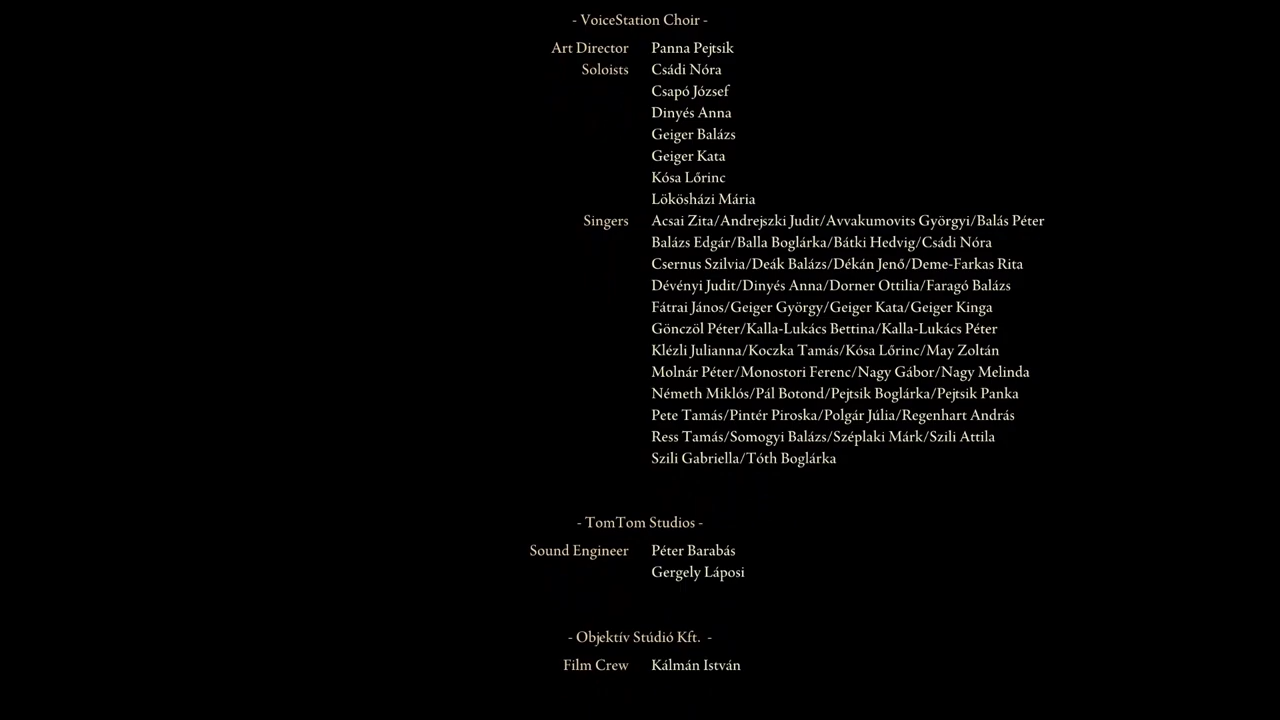 - VoiceStation Choir -
Art Director Panna Pejtsik
Soloists Csádi Nóra
Csapó József
Dinyés Anna
Geiger Balázs
Geiger Kata
Kósa Lőrinc
Lökösházi Mária
Singers Acsai Zita/Andrejszki Judit/Avvakumovits Györgyi/Balás Péter
Balázs Edgár/Balla Boglárka/Bátki Hedvig/Csádi Nóra
Csernus Szilvia/Deák Balázs/Dékán Jenő/Deme-Farkas Rita
Dévényi Judit/Dinyés Anna/Dorner Ottilia/Faragó Balázs
Fátrai János/Geiger György/Geiger Kata/Geiger Kinga
Gönczöl Péter/Kalla-Lukács Bettina/Kalla-Lukács Péter
Klézli Julianna/Koczka Tamás/Kósa Lőrinc/May Zoltán
Molnár Péter/Monostori Ferenc/Nagy Gábor/Nagy Melinda
Németh Miklós/Pál Botond/Pejtsik Boglárka/Pejtsik Panka
Pete Tamás/Pintér Piroska/Polgár Júlia/Regenhart András
Ress Tamás/Somogyi Balázs/Széplaki Márk/Szili Attila
Szili Gabriella/Tóth Boglárka
- TomTom Studios -
Sound Engineer Péter Barabás
Gergely Láposi
- Objektív Stúdió Kft. -
Film Crew Kálmán István